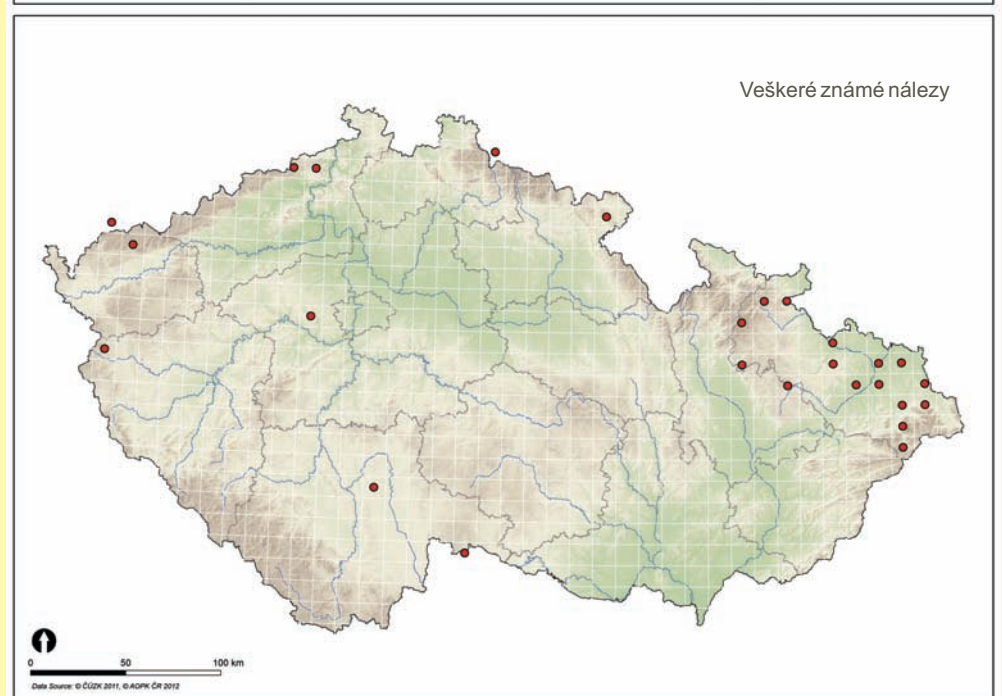 Veškeré známé nálezy
0 50 100 km
Data Source: © ČÚZK 2011, © AOPK ČR 2012